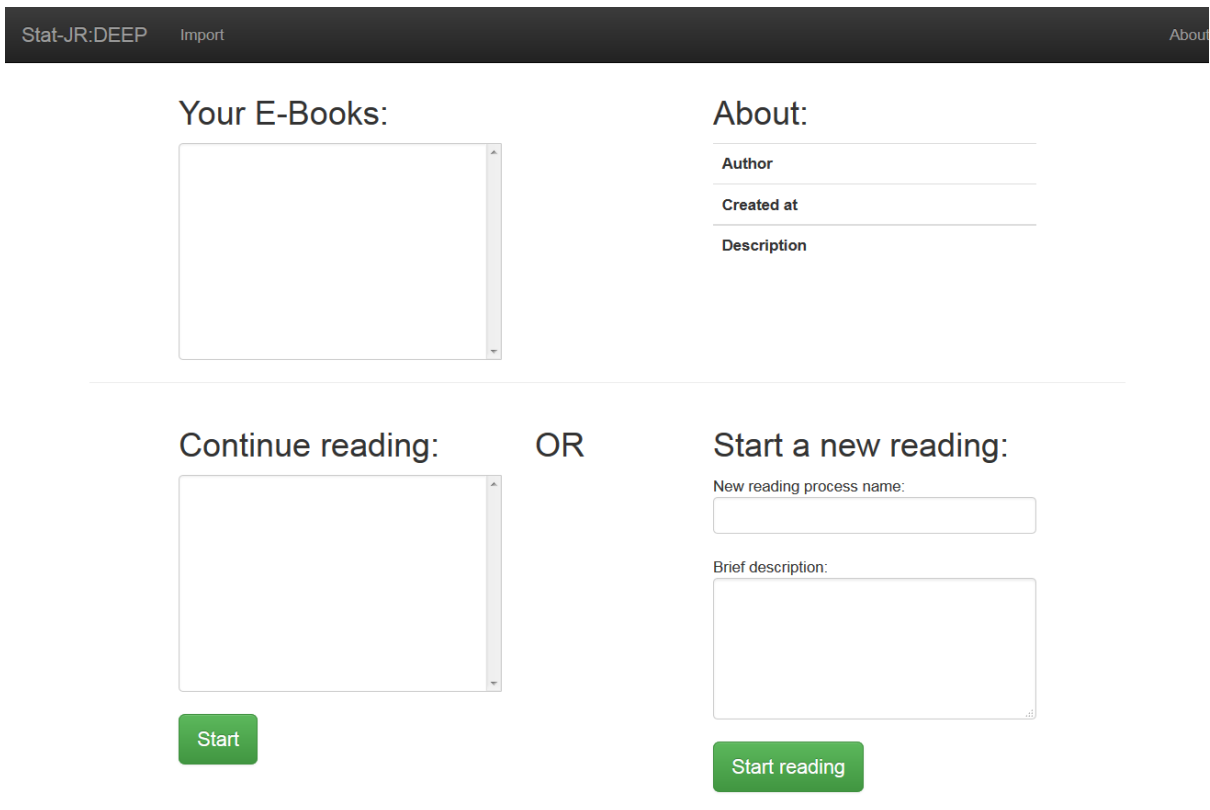 Stat-JR:DEEP Import About
Your E-Books: About:
Author
Created at
Description
Continue reading: OR Start a new reading:
New reading process name:
Brief description:
Start
Start reading